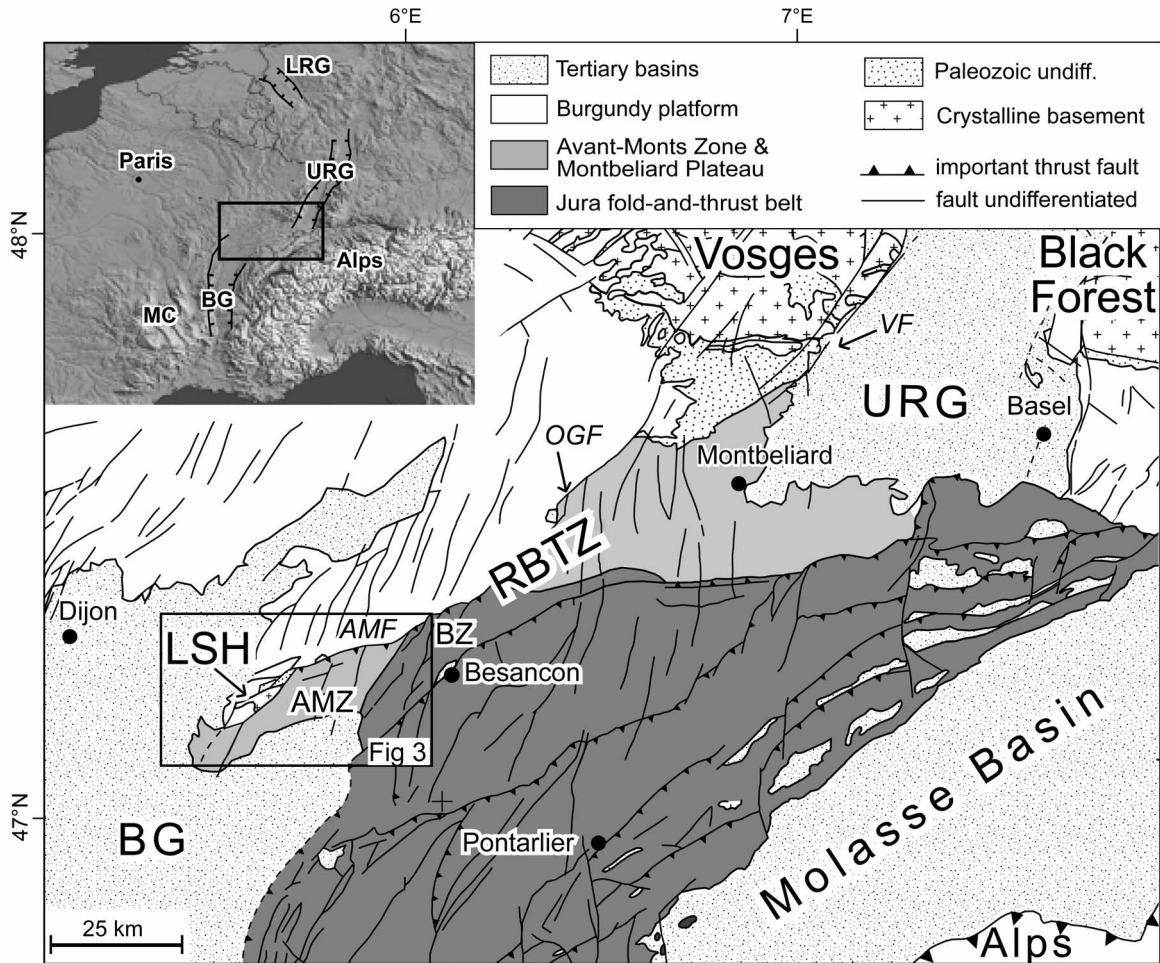 6°E
7°E
48°N
47°N
LRG
Paris
URG
Alps
BG
MC
Tertiary basins
Burgundy platform
Avant-Monts Zone &
Montbeliard Plateau
Jura fold-and-thrust belt
Paleozoic undiff.
Crystalline basement
important thrust fault
fault undifferentiated
Vosges
Black
Forest
VF
URG
Basel
OGF
Montbeliard
RBTZ
Dijon
AMF
BZ
LSH
Besancon
AMZ
Fig 3
BG
Pontarlier
Molasse Basin
25 km
Alps